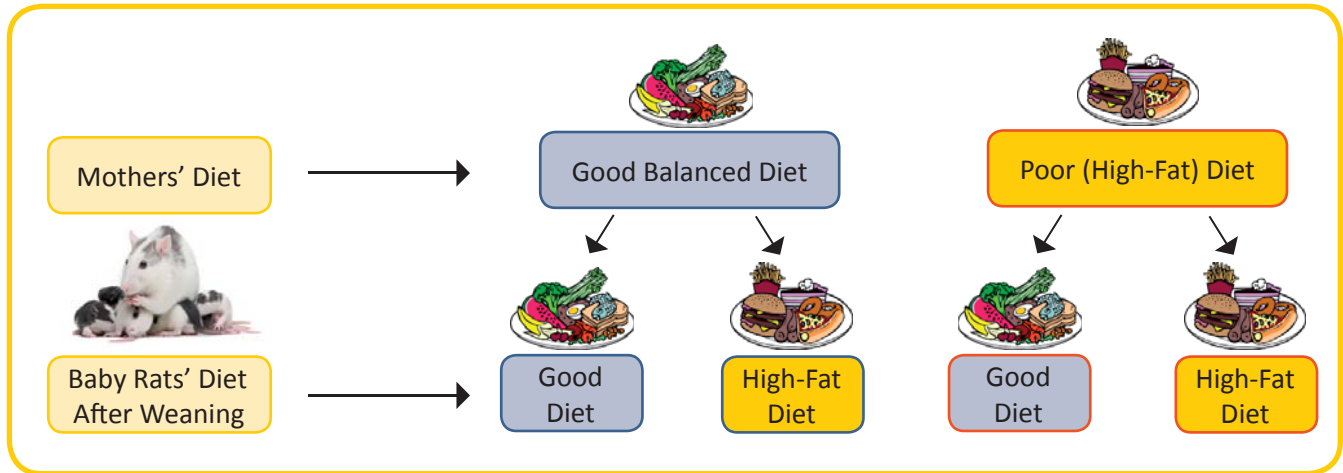 Mothers’ Diet
Good Balanced Diet
Poor (High-Fat) Diet
Baby Rats’ Diet
After Weaning
Good
Diet
High-Fat
Diet
Good
Diet
High-Fat
Diet